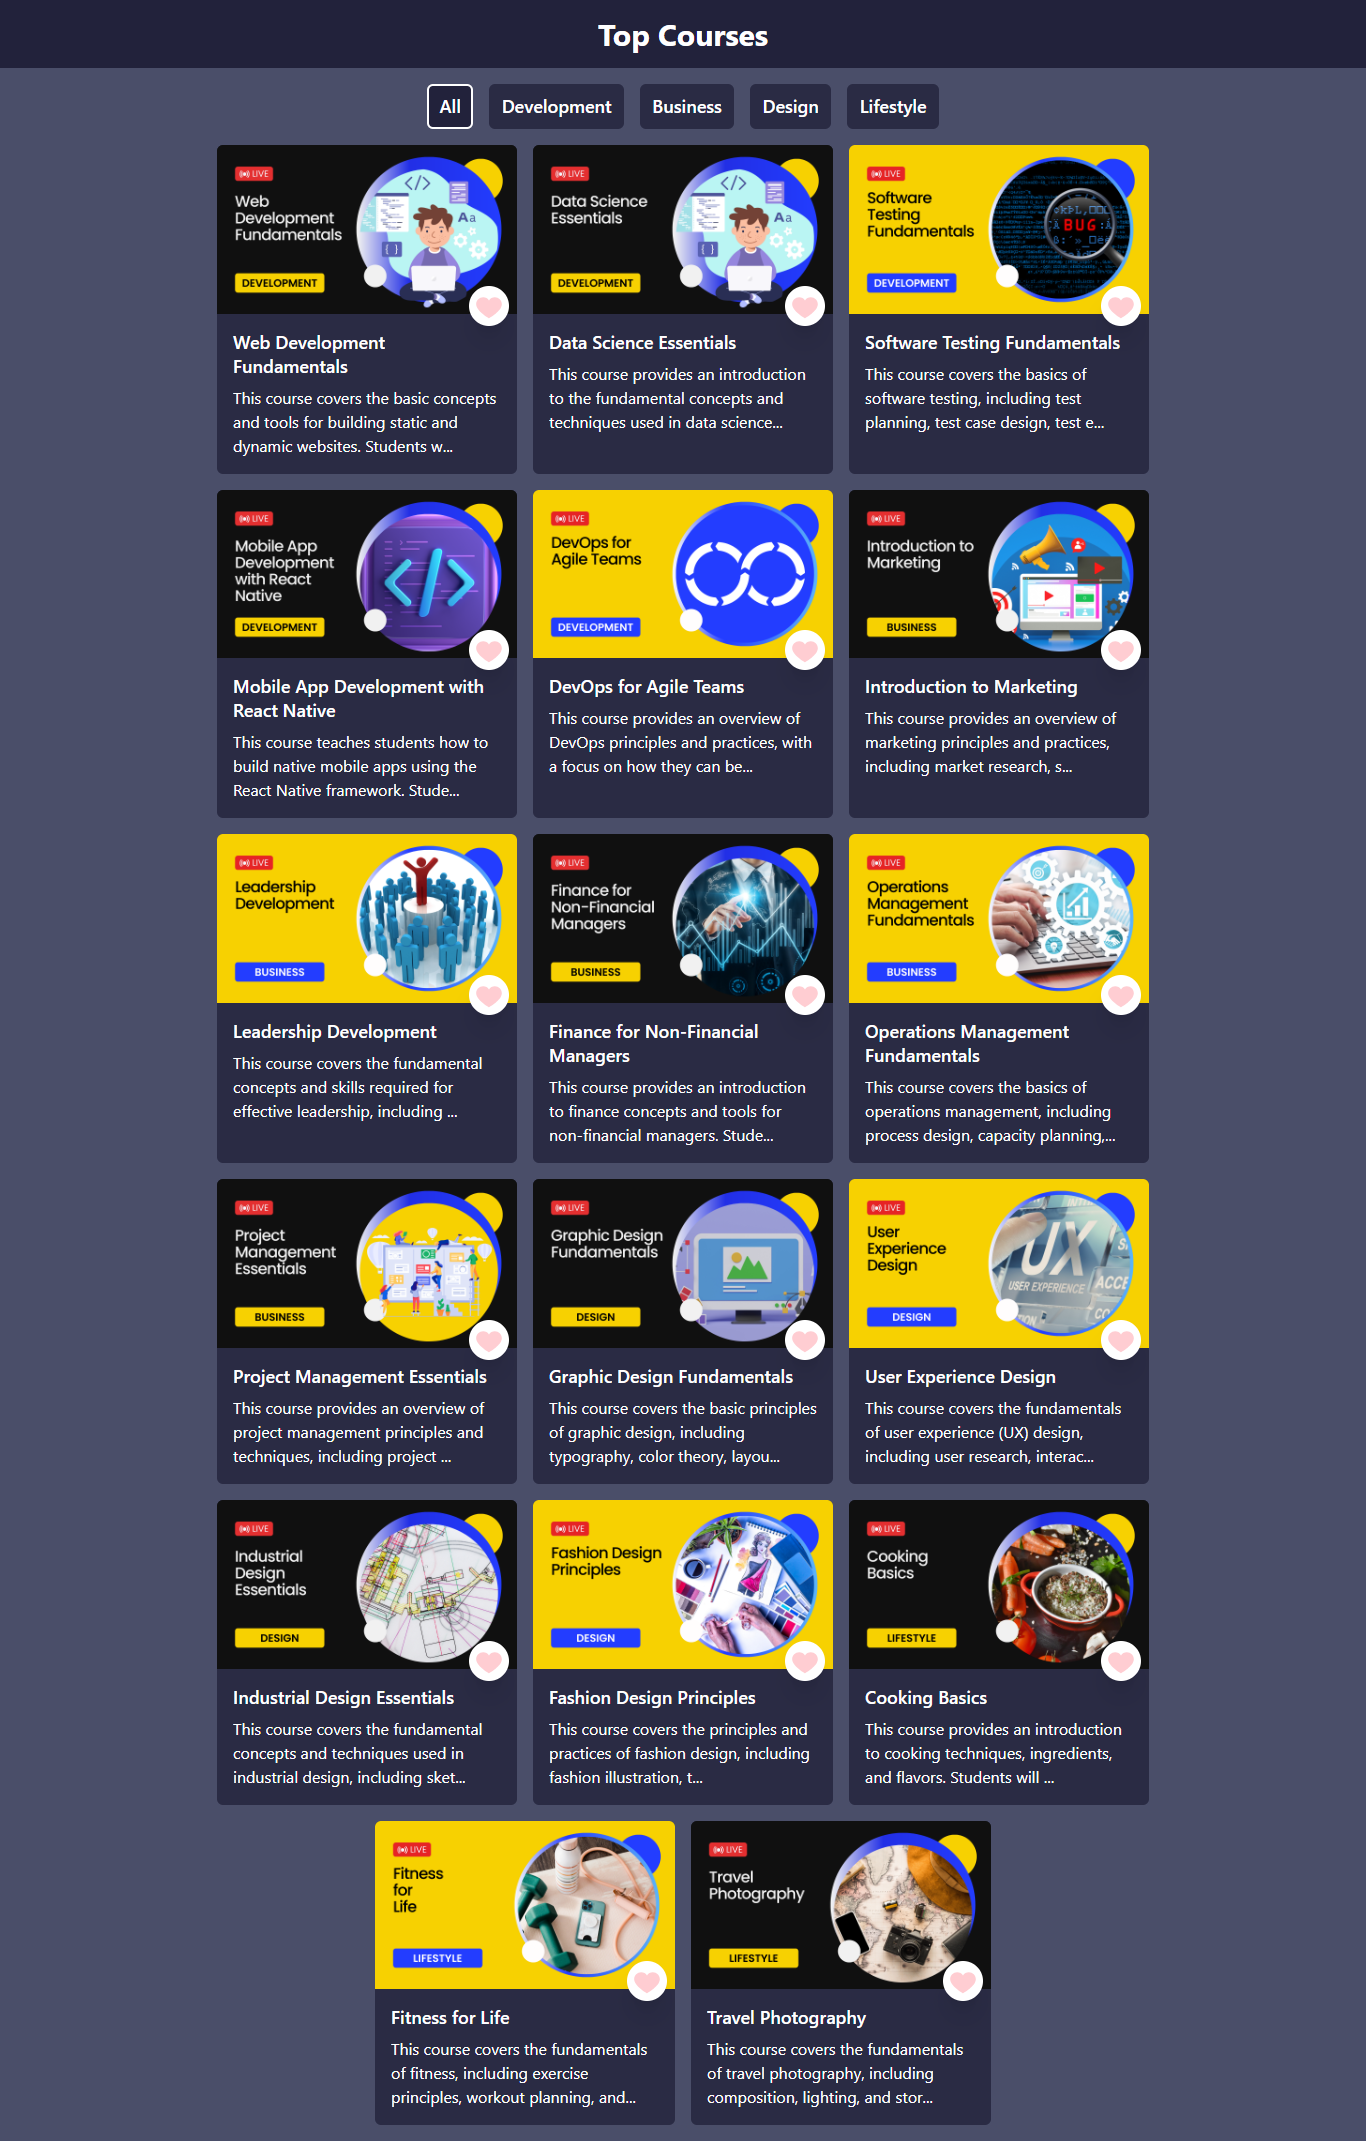 Top Courses
All
Development
Business
Design
Lifestyle
LIVE
Web
Development
Fundamentals
DEVELOPMENT
Web Development
Fundamentals
This course covers the basic concepts
and tools for building static and
dynamic websites. Students w...
LIVE
Data Science
Essentials
Aa
DEVELOPMENT
Data Science Essentials
This course provides an introduction
to the fundamental concepts and
techniques used in data science...
LIVE
Software
Testing
Fundamentals
BUG
DEVELOPMENT
Software Testing Fundamentals
This course covers the basics of
software testing, including test
planning, test case design, test e...
LIVE
Mobile App
Development
with React
Native
DEVELOPMENT
Mobile App Development with
React Native
This course teaches students how to
build native mobile apps using the
React Native framework. Stude...
LIVE
DevOps for
Agile Teams
DEVELOPMENT
DevOps for Agile Teams
This course provides an overview of
DevOps principles and practices, with
a focus on how they can be...
LIVE
Introduction to
Marketing
BUSINESS
Introduction to Marketing
This course provides an overview of
marketing principles and practices,
including market research, s...
LIVE
Leadership
Development
BUSINESS
Leadership Development
This course covers the fundamental
concepts and skills required for
effective leadership, including ...
LIVE
Finance for
Non-Financial
Managers
BUSINESS
Finance for Non-Financial
Managers
This course provides an introduction
to finance concepts and tools for
non-financial managers. Stude...
LIVE
Operations
Management
Fundamentals
BUSINESS
Operations Management
Fundamentals
This course covers the basics of
operations management, including
process design, capacity planning,...
LIVE
Project
Management
Essentials
BUSINESS
Project Management Essentials
This course provides an overview of
project management principles and
techniques, including project ...
LIVE
Graphic Design
Fundamentals
DESIGN
Graphic Design Fundamentals
This course covers the basic principles
of graphic design, including
typography, color theory, layou...
LIVE
User
Experience
Design
UX
USER EXPERIENCE
ACCE
DESIGN
User Experience Design
This course covers the fundamentals
of user experience (UX) design,
including user research, interac...
LIVE
Industrial
Design
Essentials
DESIGN
Industrial Design Essentials
This course covers the fundamental
concepts and techniques used in
industrial design, including sket...
LIVE
Fashion Design
Principles
DESIGN
Fashion Design Principles
This course covers the principles and
practices of fashion design, including
fashion illustration, t...
LIVE
Cooking
Basics
LIFESTYLE
Cooking Basics
This course provides an introduction
to cooking techniques, ingredients,
and flavors. Students will ...
LIVE
Fitness
for
Life
LIFESTYLE
Fitness for Life
This course covers the fundamentals
of fitness, including exercise
principles, workout planning, and...
LIVE
Travel
Photography
LIFESTYLE
Travel Photography
This course covers the fundamentals
of travel photography, including
composition, lighting, and stor...